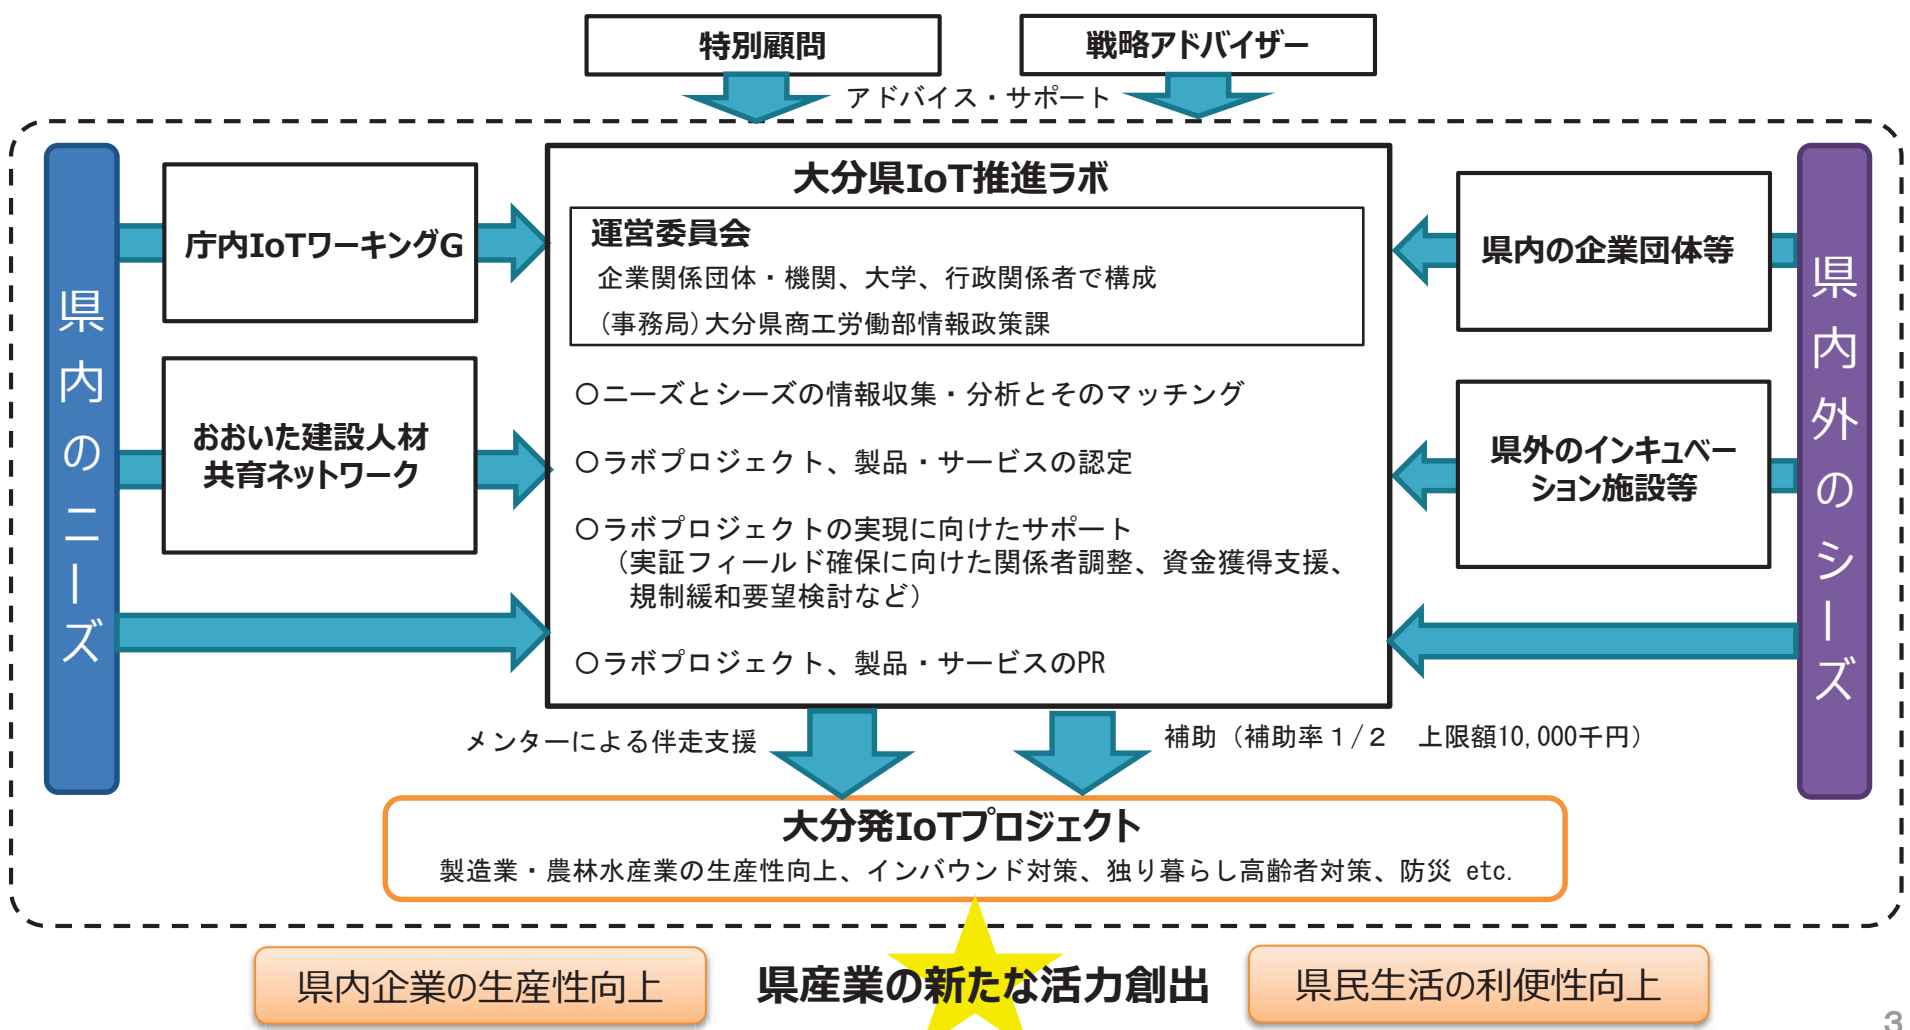 特別顧問
戦略アドバイザー
アドバイス・サポート
県内のニーズ
庁内IoTワーキングG
おおいた建設人材
共育ネットワーク
大分県IoT推進ラボ
運営委員会
企業関係団体・機関、大学、行政関係者で構成
(事務局)大分県商工労働部情報政策課
〇ニーズとシーズの情報収集・分析とそのマッチング
〇ラボプロジェクト、製品・サービスの認定
〇ラボプロジェクトの実現に向けたサポート
（実証フィールド確保に向けた関係者調整、資金獲得支援、
規制緩和要望検討など）
〇ラボプロジェクト、製品・サービスのPR
県内の企業団体等
県外のインキュベー
ション施設等
県内外のシーズ
メンターによる伴走支援
補助（補助率１/２　上限額10,000千円）
大分発IoTプロジェクト
製造業・農林水産業の生産性向上、インバウンド対策、独り暮らし高齢者対策、防災 etc.
県内企業の生産性向上
県産業の新たな活力創出
県民生活の利便性向上
3